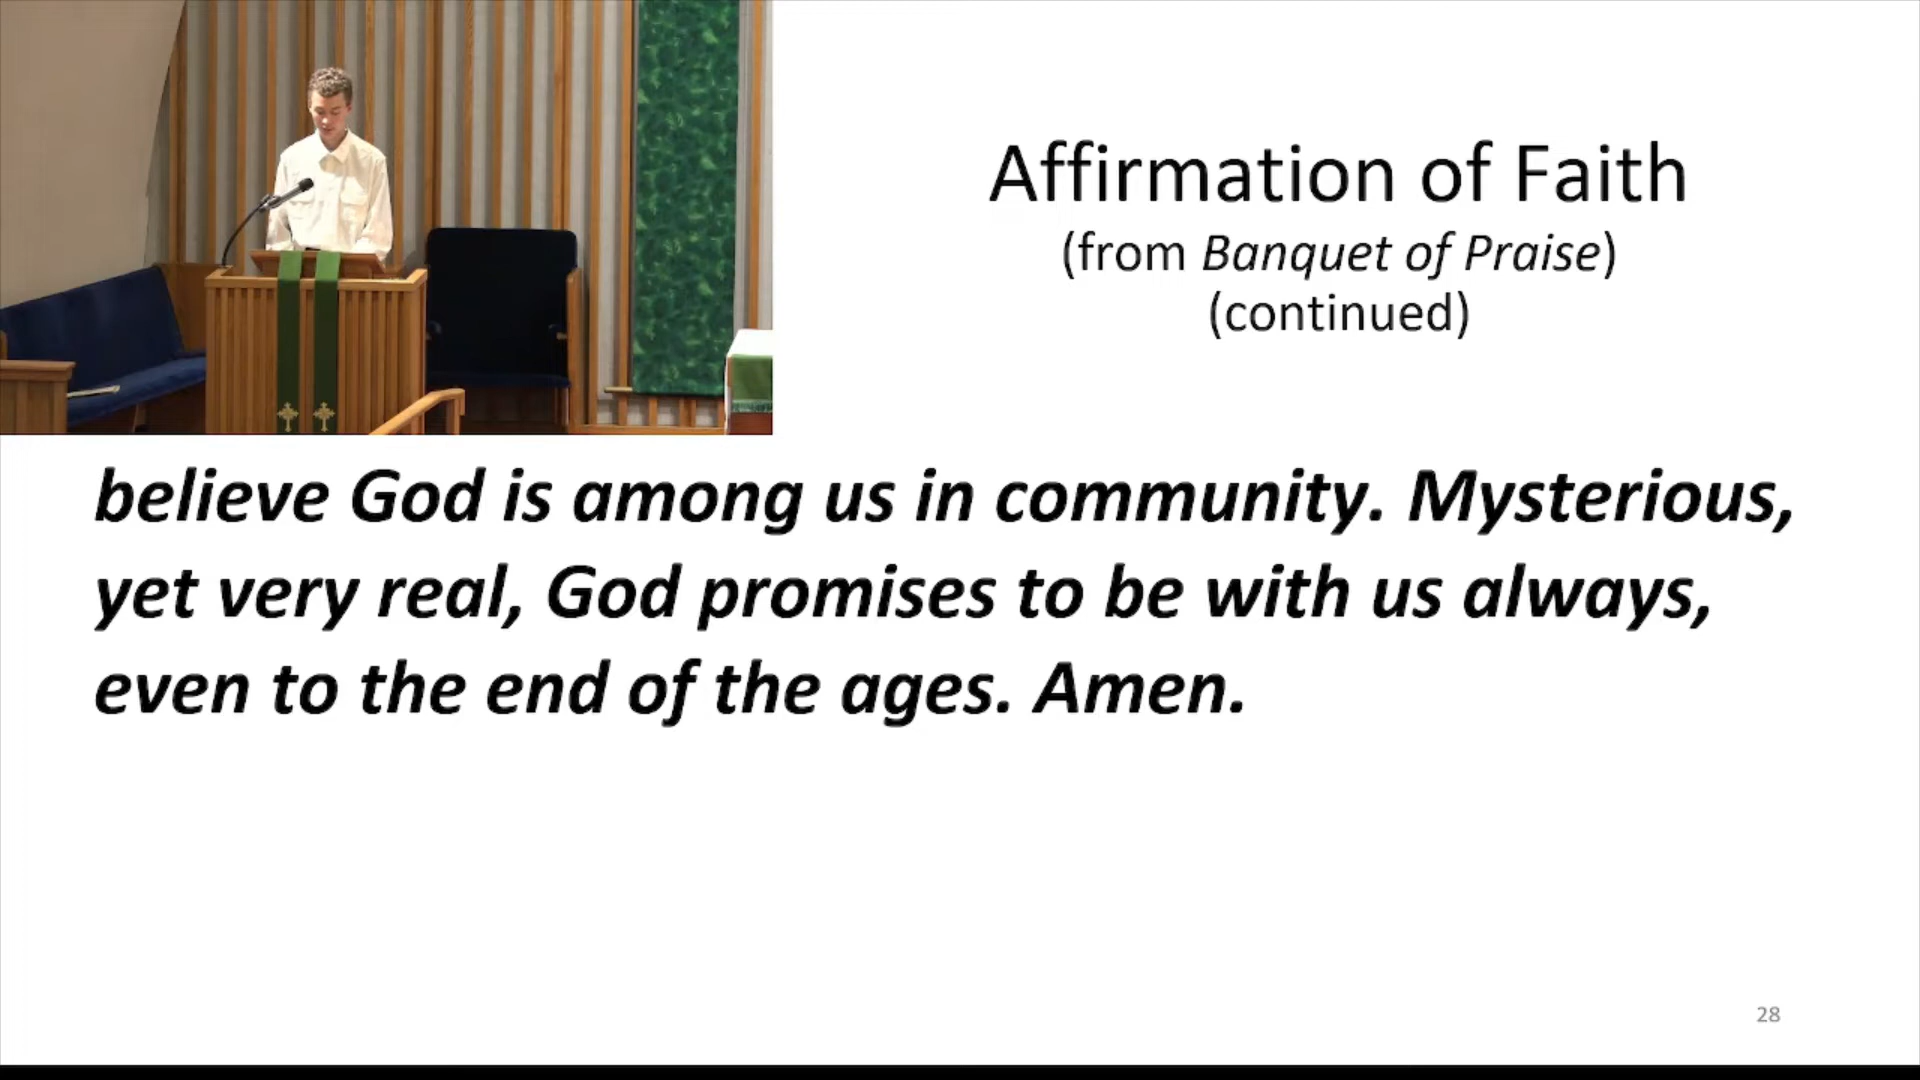 Affirmation of Faith
(from Banquet of Praise)
(continued)
believe God is among us in community. Mysterious,
yet very real, God promises to be with us always,
even to the end of the ages. Amen.
28